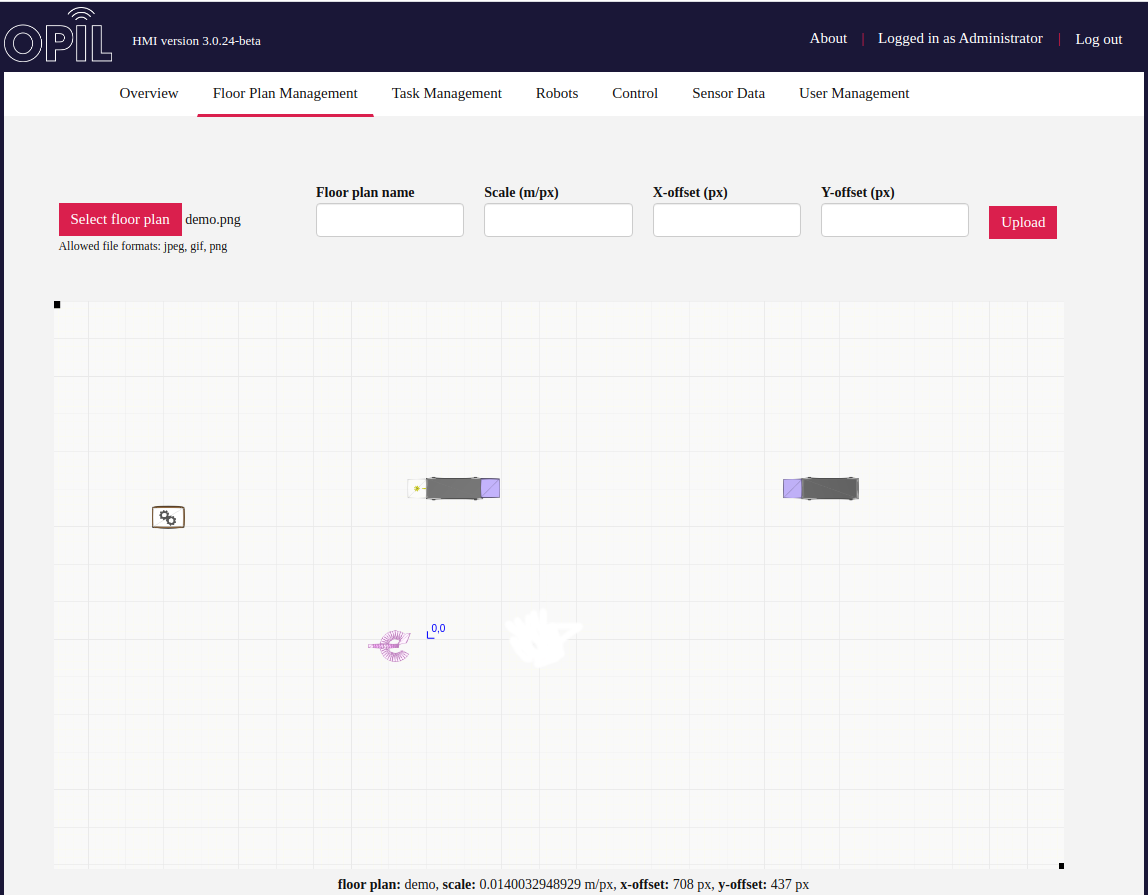 OPIL
HMI version 3.0.24-beta
About | Logged in as Administrator | Log out
Overview Floor Plan Management Task Management Robots Control Sensor Data User Management
Floor plan name Scale (m/px) X-offset (px) Y-offset (px)
Select floor plan demo.png Upload
Allowed file formats: jpeg, gif, png
0,0
floor plan: demo, scale: 0.0140032948929 m/px, x-offset: 708 px, y-offset: 437 px